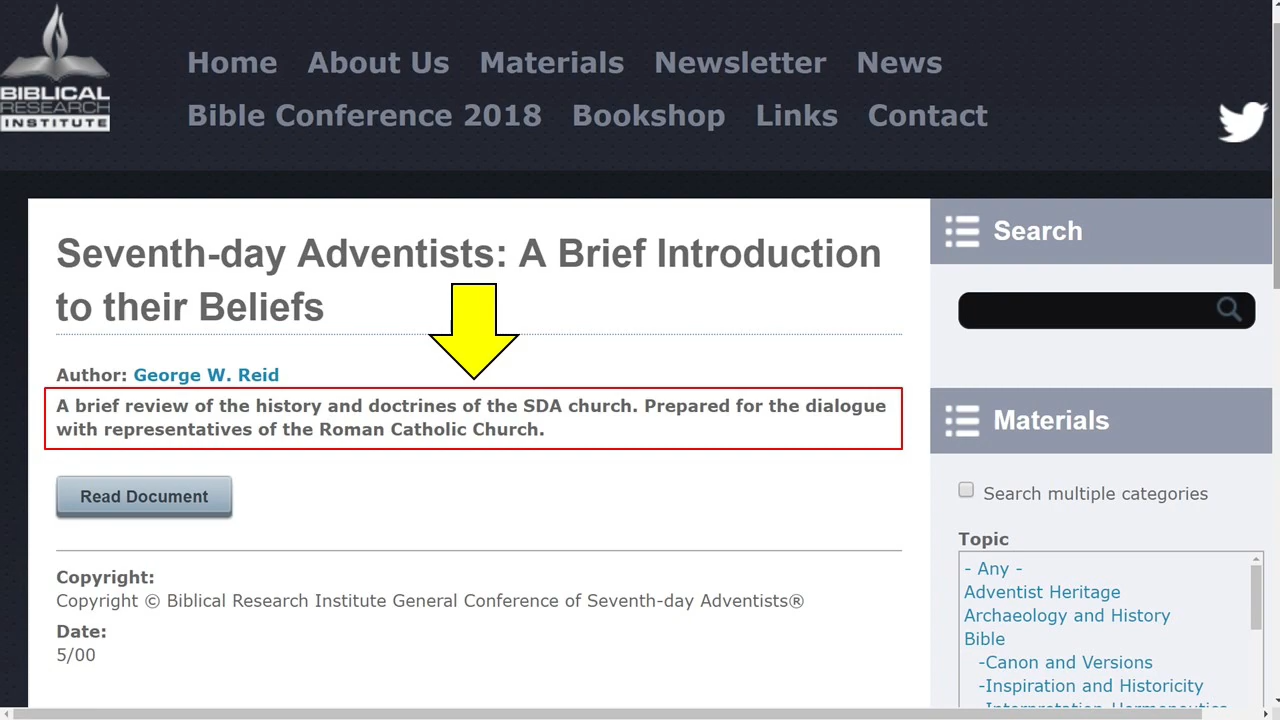 BIBLICAL
RESEARCH
INSTITUTE
Home About Us Materials Newsletter News
Bible Conference 2018 Bookshop Links Contact
Seventh-day Adventists: A Brief Introduction
to their Beliefs
Author: George W. Reid
A brief review of the history and doctrines of the SDA church. Prepared for the dialogue
with representatives of the Roman Catholic Church.
Read Document
Copyright:
Copyright © Biblical Research Institute General Conference of Seventh-day Adventists®
Date:
5/00
Search
Materials
Search multiple categories
Topic
- Any -
Adventist Heritage
Archaeology and History
Bible
-Canon and Versions
-Inspiration and Historicity
-Interpretation Hermeneutics